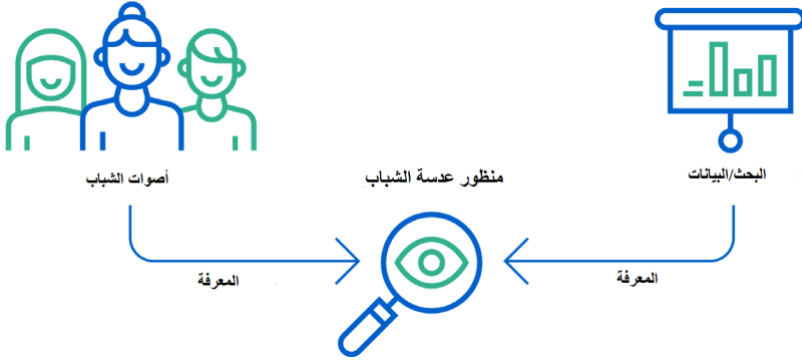 منظور عدسة الشباب
البحث/البيانات
أصوات الشباب
المعرفة
المعرفة